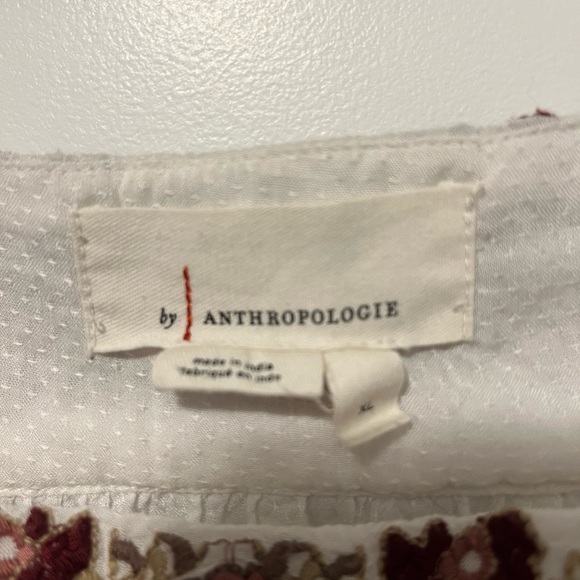 by ANTHROPOLOGIE
made in india
fabriqué en inde
XL